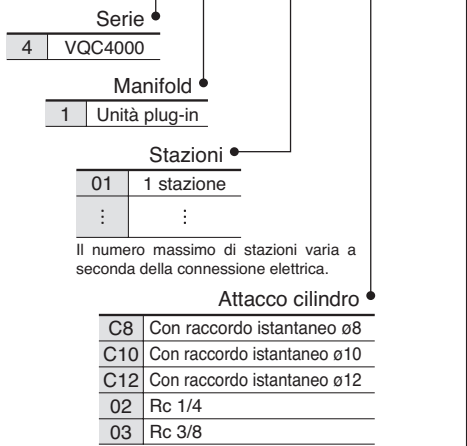 Serie
4 VQC4000
Manifold
1 Unità plug-in
Stazioni
01 1 stazione
⋮ ⋮
Il numero massimo di stazioni varia a
seconda della connessione elettrica.
Attacco cilindro
C8 Con raccordo istantaneo ø8
C10 Con raccordo istantaneo ø10
C12 Con raccordo istantaneo ø12
02 Rc 1/4
03 Rc 3/8